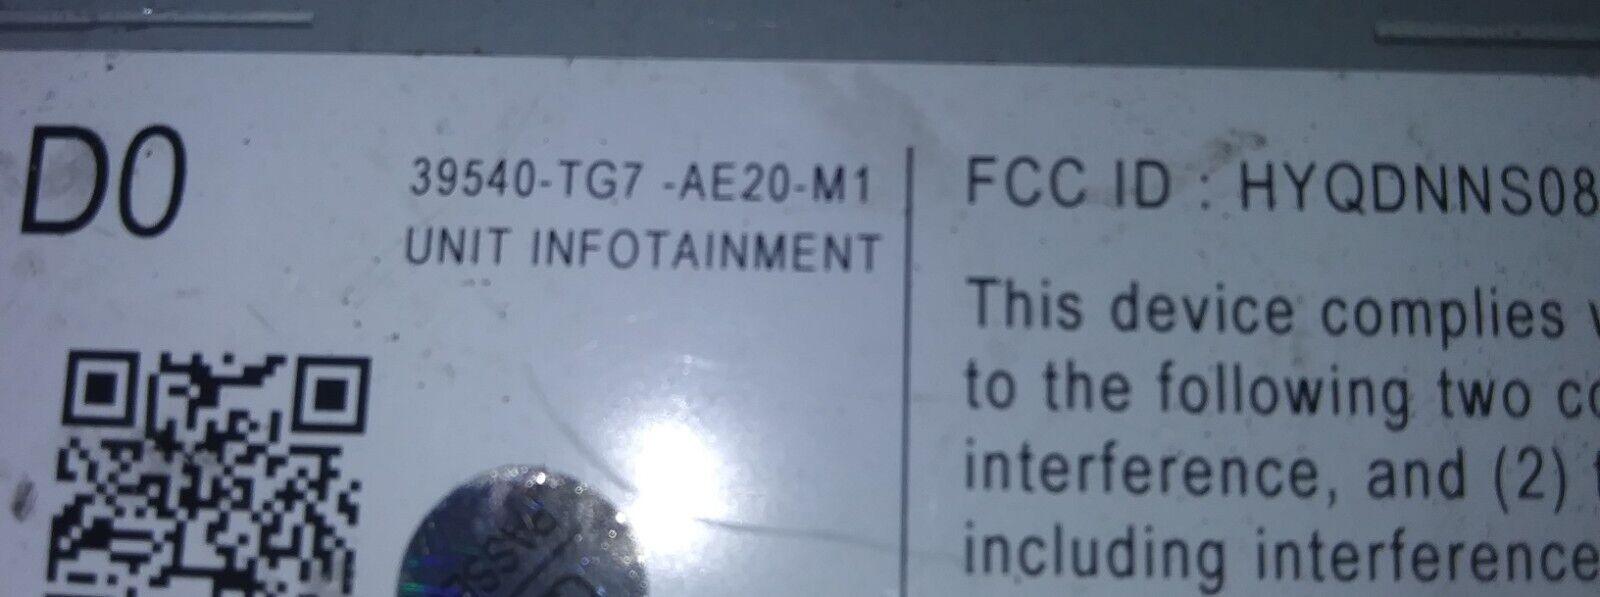 D0
39540-TG7 -AE20-M1
UNIT INFOTAINMENT
FCC ID : HYQDNNS08
This device complies
to the following two
interference, and (2)
including interference
PASS